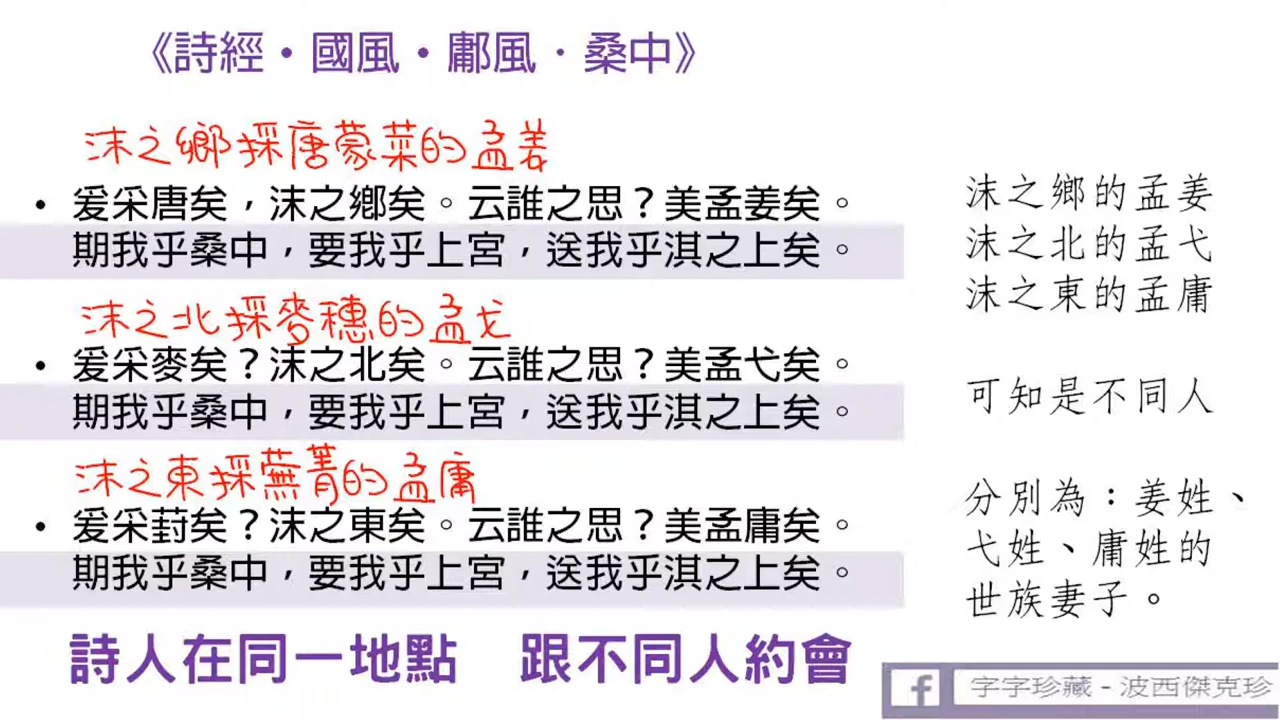 《詩經•國風•鄘風·桑中》
沫之鄉採唐蒙菜的孟姜
• 爰采唐矣，沫之鄉矣。云誰之思？美孟姜矣。
期我乎桑中，要我乎上宮，送我乎淇之上矣。
沫之北採麥穗的孟弋
• 爰采麥矣？沫之北矣。云誰之思？美孟弋矣。
期我乎桑中，要我乎上宮，送我乎淇之上矣。
沫之東採蕪菁的孟庸
• 爰采葑矣？沫之東矣。云誰之思？美孟庸矣。
期我乎桑中，要我乎上宮，送我乎淇之上矣。
詩人在同一地點 跟不同人約會
沫之鄉的孟姜
沫之北的孟弋
沫之東的孟庸
可知是不同人
分別為：姜姓、
弋姓、庸姓的
世族妻子。
字字珍藏－波西傑克珍